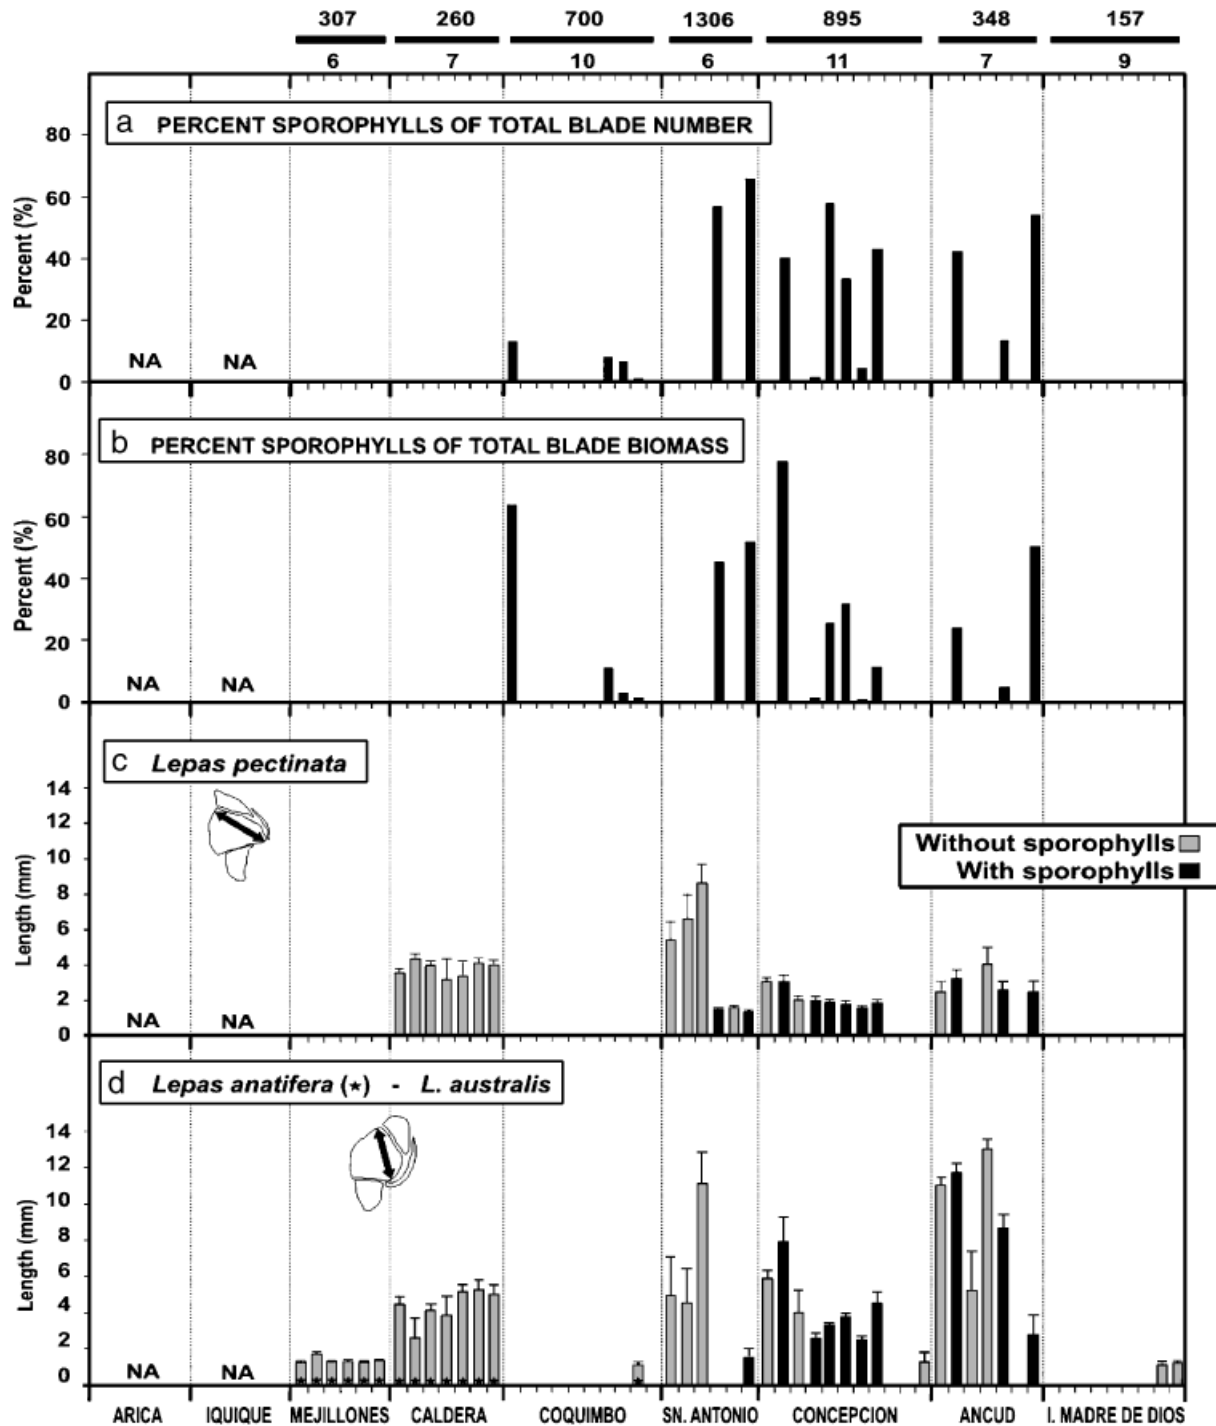 307 260 700 1306 895 348 157
6 7 10 6 11 7 9
a PERCENT SPOROPHYLLS OF TOTAL BLADE NUMBER
Percent (%)
80
60
40
20
0
NA NA
b PERCENT SPOROPHYLLS OF TOTAL BLADE BIOMASS
Percent (%)
80
60
40
20
0
NA NA
c Lepas pectinata
Length (mm)
14
12
10
8
6
4
2
0
NA NA
Without sporophylls
With sporophylls
d Lepas anatifera (★) - L. australis
Length (mm)
14
12
10
8
6
4
2
0
NA NA
ARICA IQUIQUE MEJILLONES CALDERA COQUIMBO SN. ANTONIO CONCEPCION ANCUD I. MADRE DE DIOS